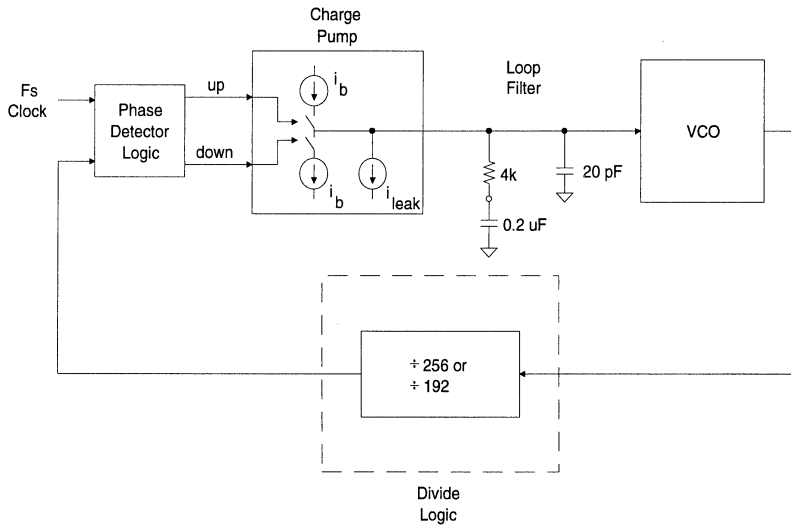 Charge
Pump
Fs
Clock
Phase
Detector
Logic
up
down
i b
i b
i leak
Loop
Filter
4k
0.2 uF
20 pF
VCO
÷ 256 or
÷ 192
Divide
Logic